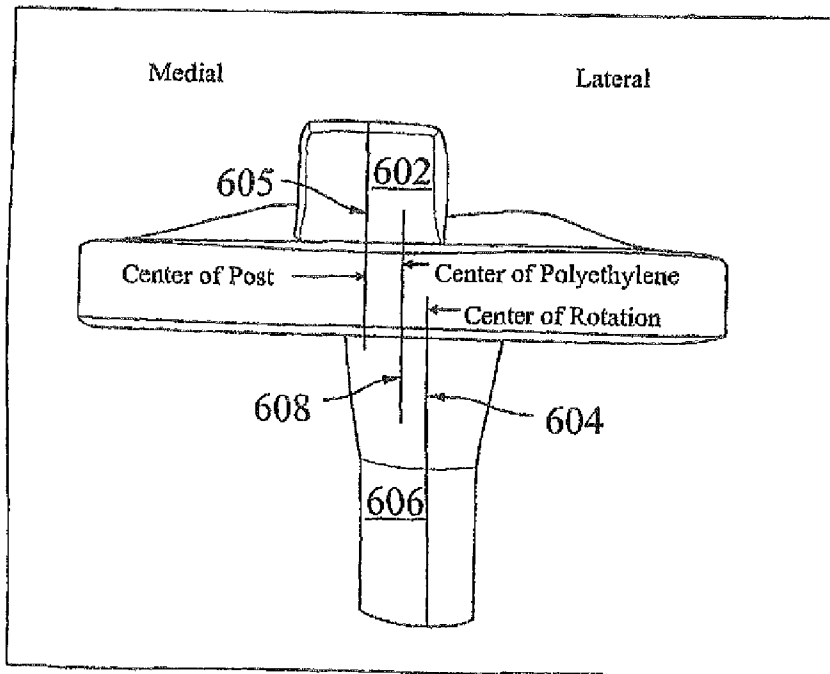 Medial
Lateral
602
605
Center of Post
Center of Polyethylene
Center of Rotation
608
604
606